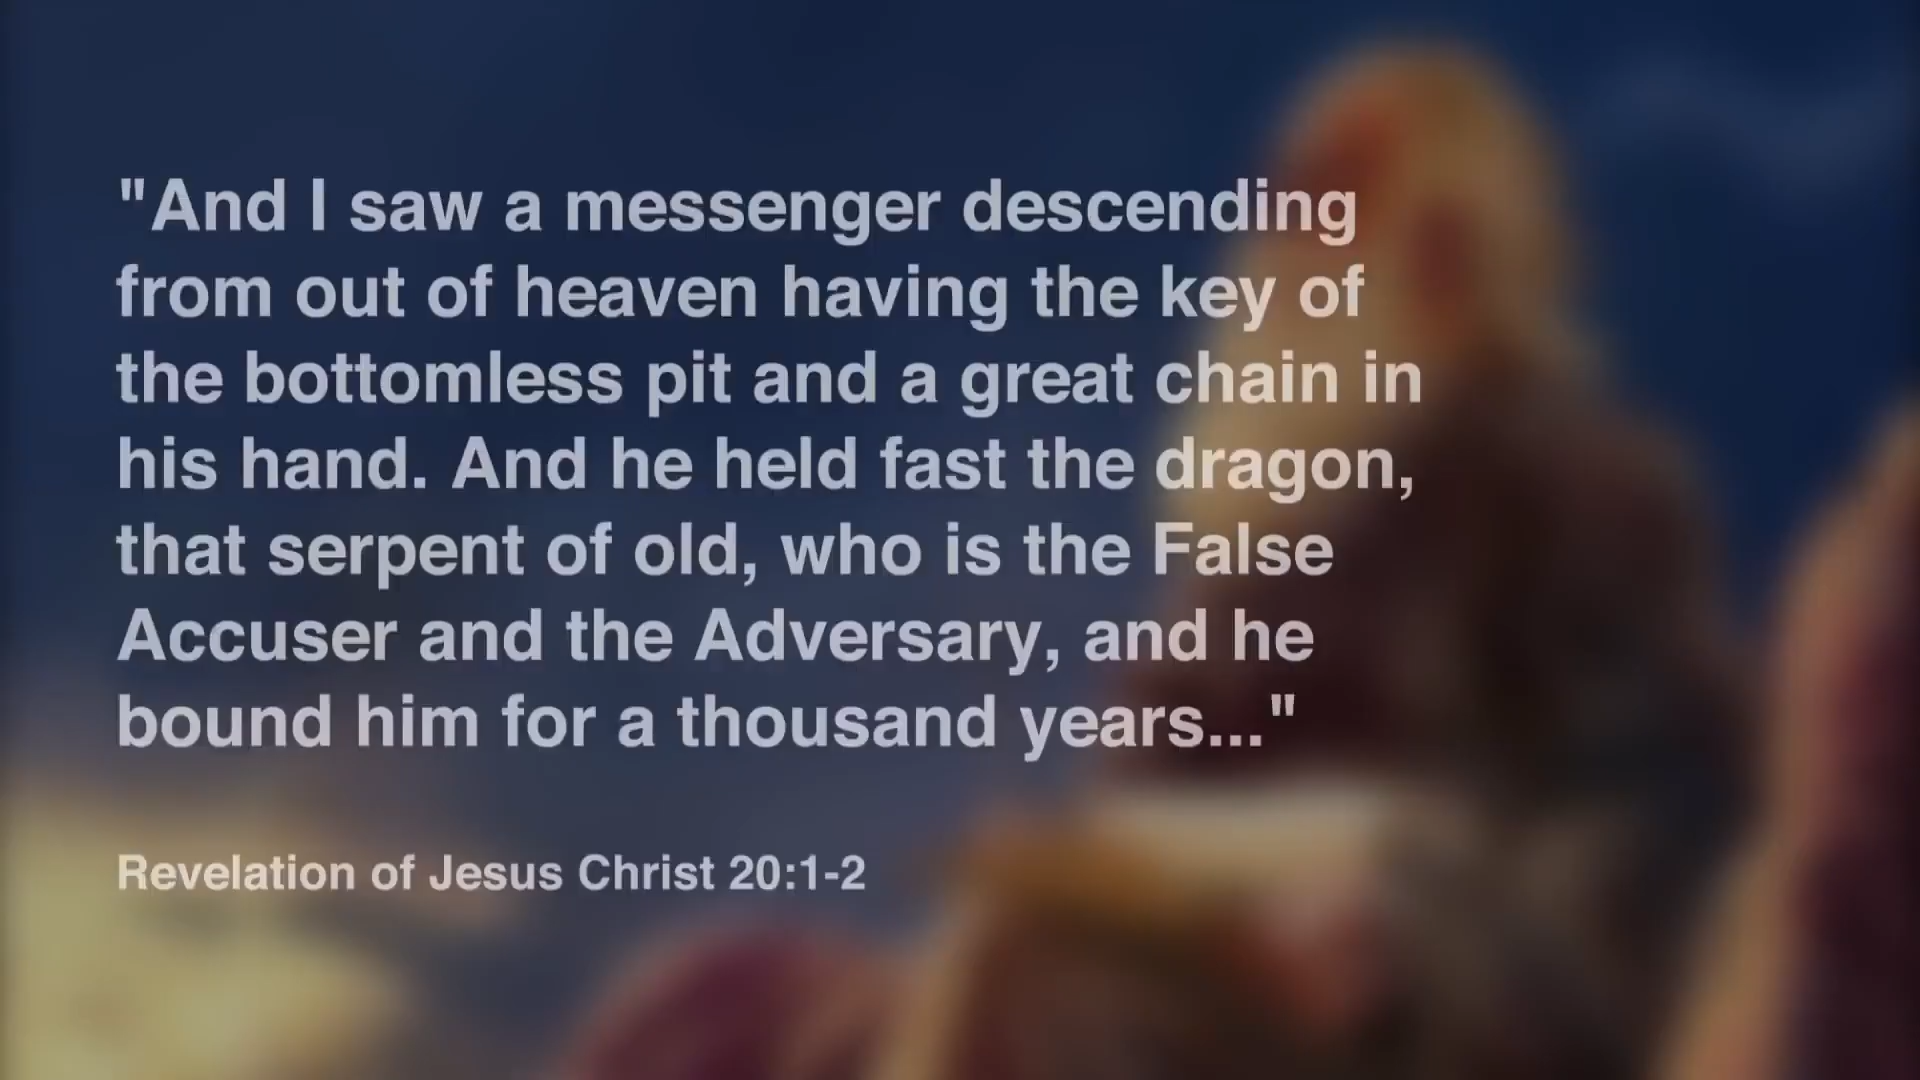 "And I saw a messenger descending
from out of heaven having the key of
the bottomless pit and a great chain in
his hand. And he held fast the dragon,
that serpent of old, who is the False
Accuser and the Adversary, and he
bound him for a thousand years..."
Revelation of Jesus Christ 20:1-2